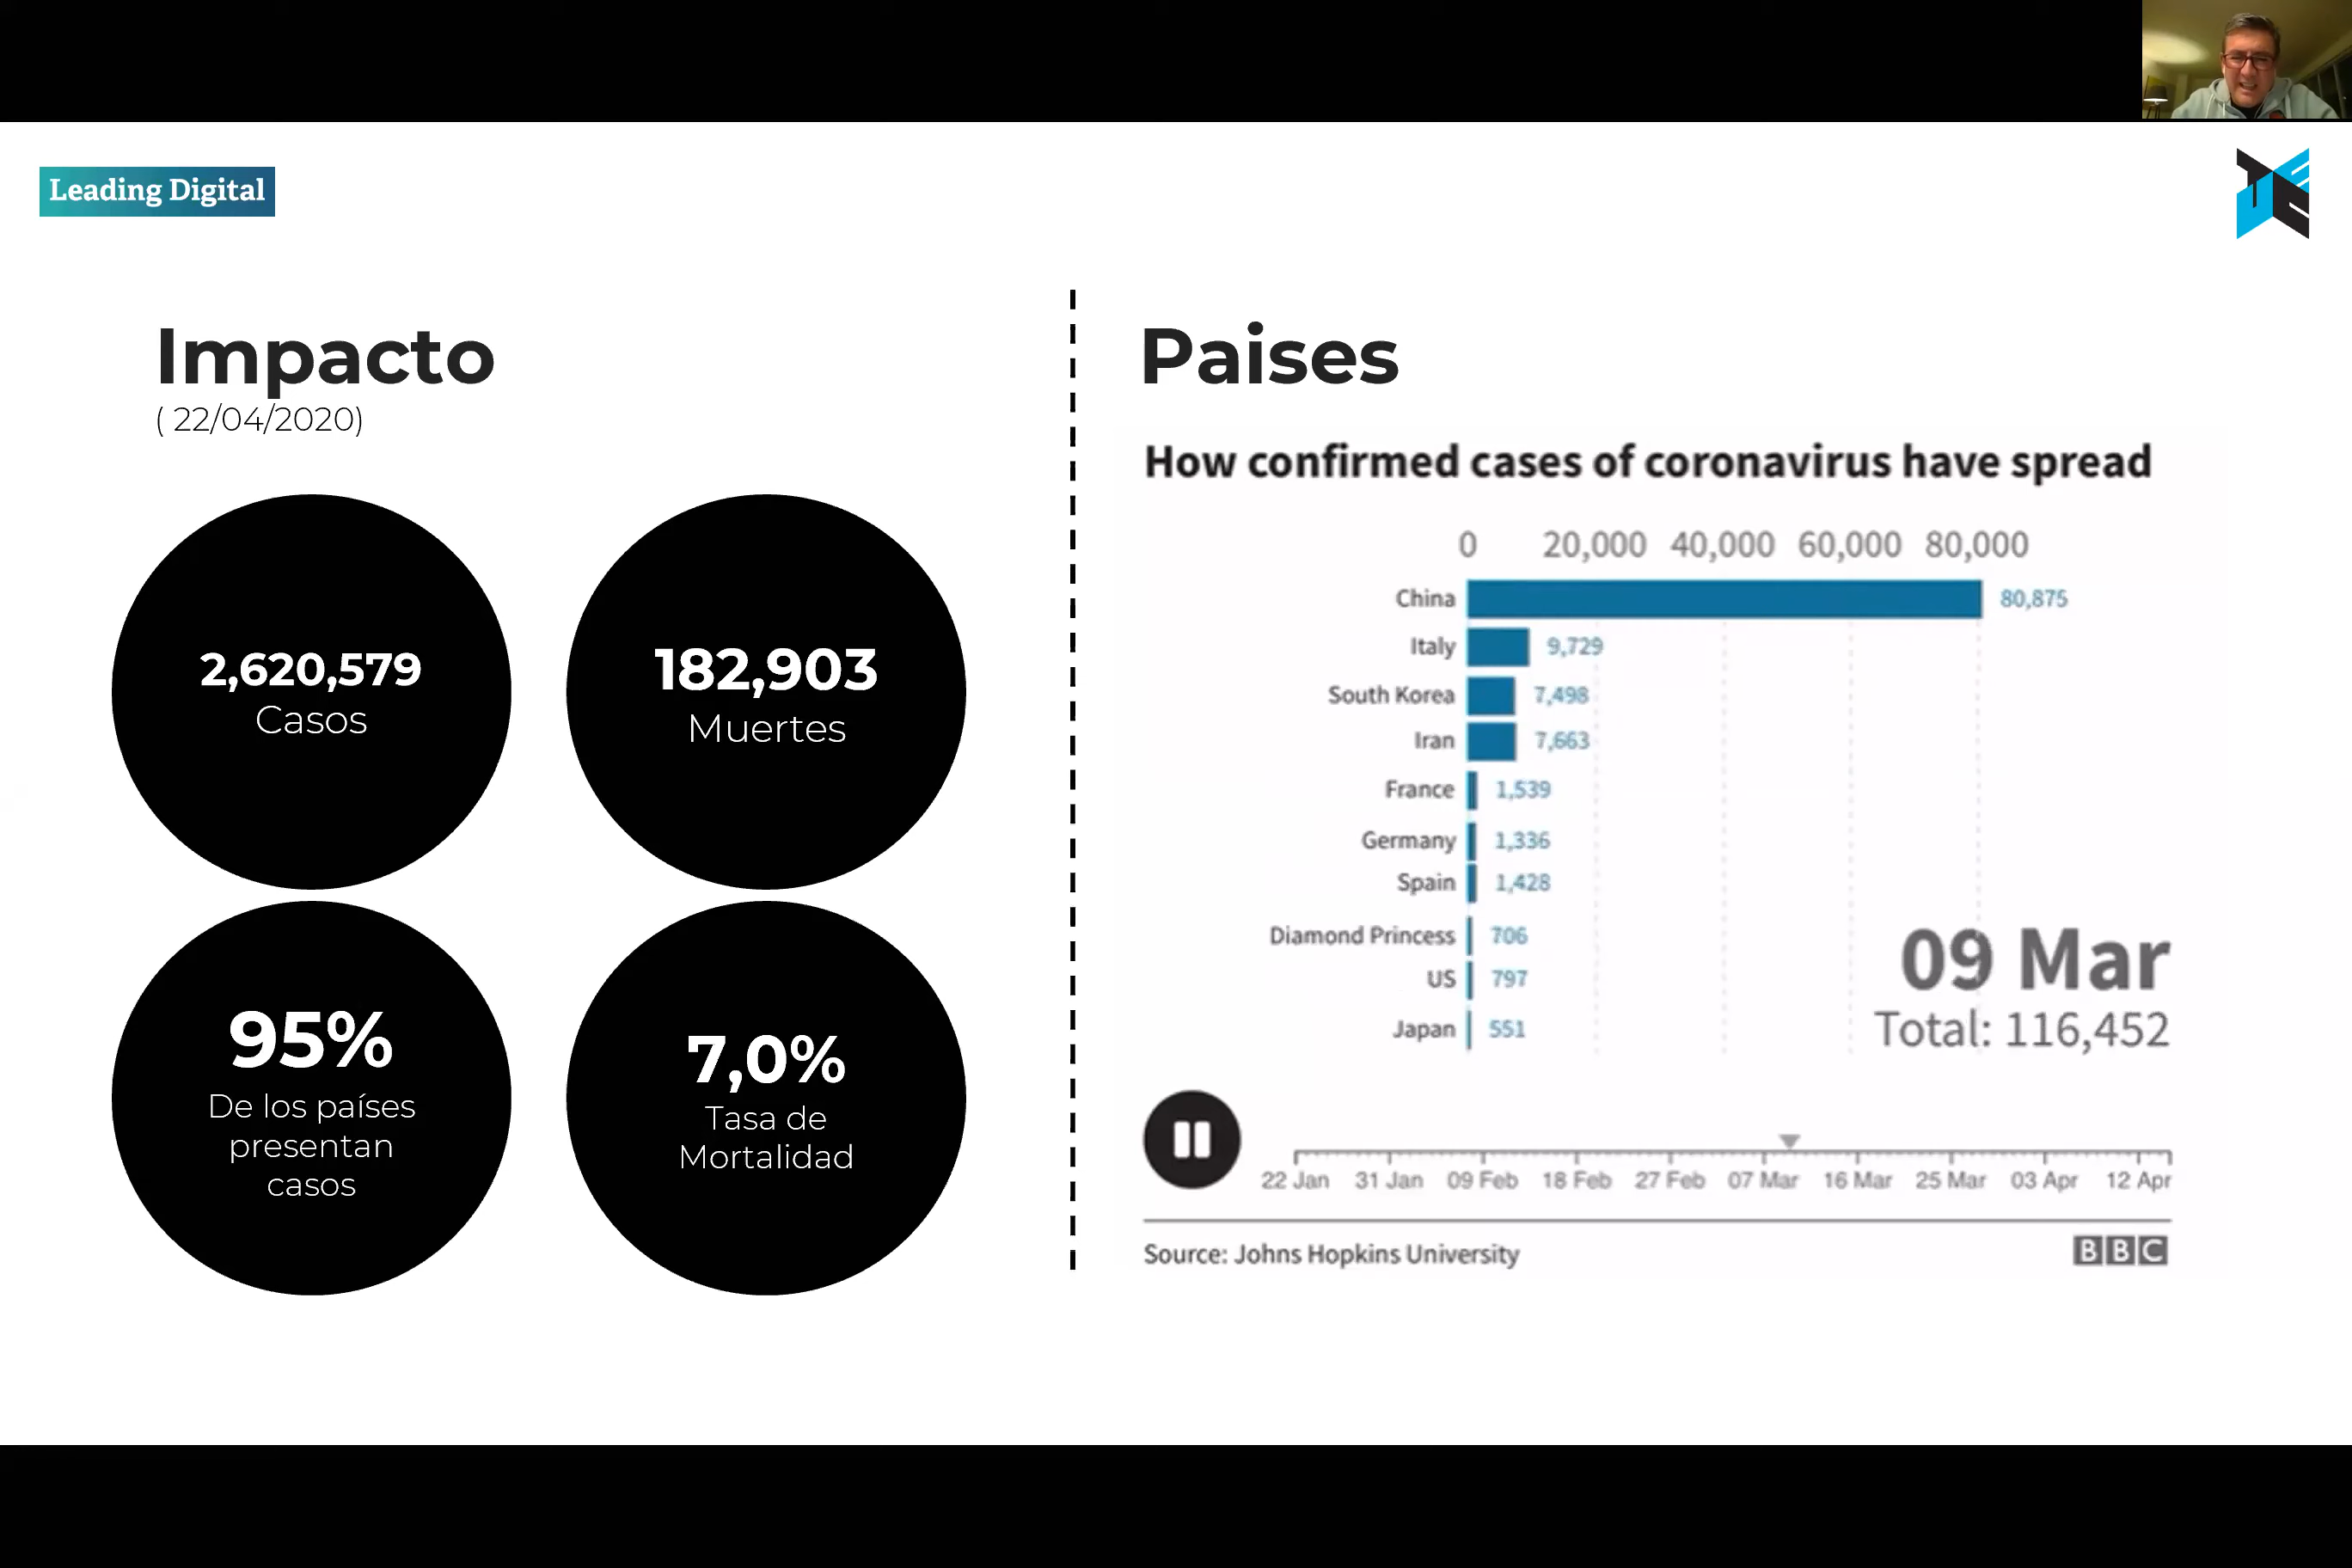 Leading Digital
Impacto
( 22/04/2020)
2,620,579
Casos
182,903
Muertes
95%
De los países
presentan
casos
7,0%
Tasa de
Mortalidad
Paises
How confirmed cases of coronavirus have spread
0 20,000 40,000 60,000 80,000
China 80,875
Italy 9,729
South Korea 7,498
Iran 7,663
France 1,539
Germany 1,336
Spain 1,428
Diamond Princess 706
US 797
Japan 551
09 Mar
Total: 116,452
22 Jan 31 Jan 09 Feb 18 Feb 27 Feb 07 Mar 16 Mar 25 Mar 03 Apr 12 Apr
Source: Johns Hopkins University
BBC